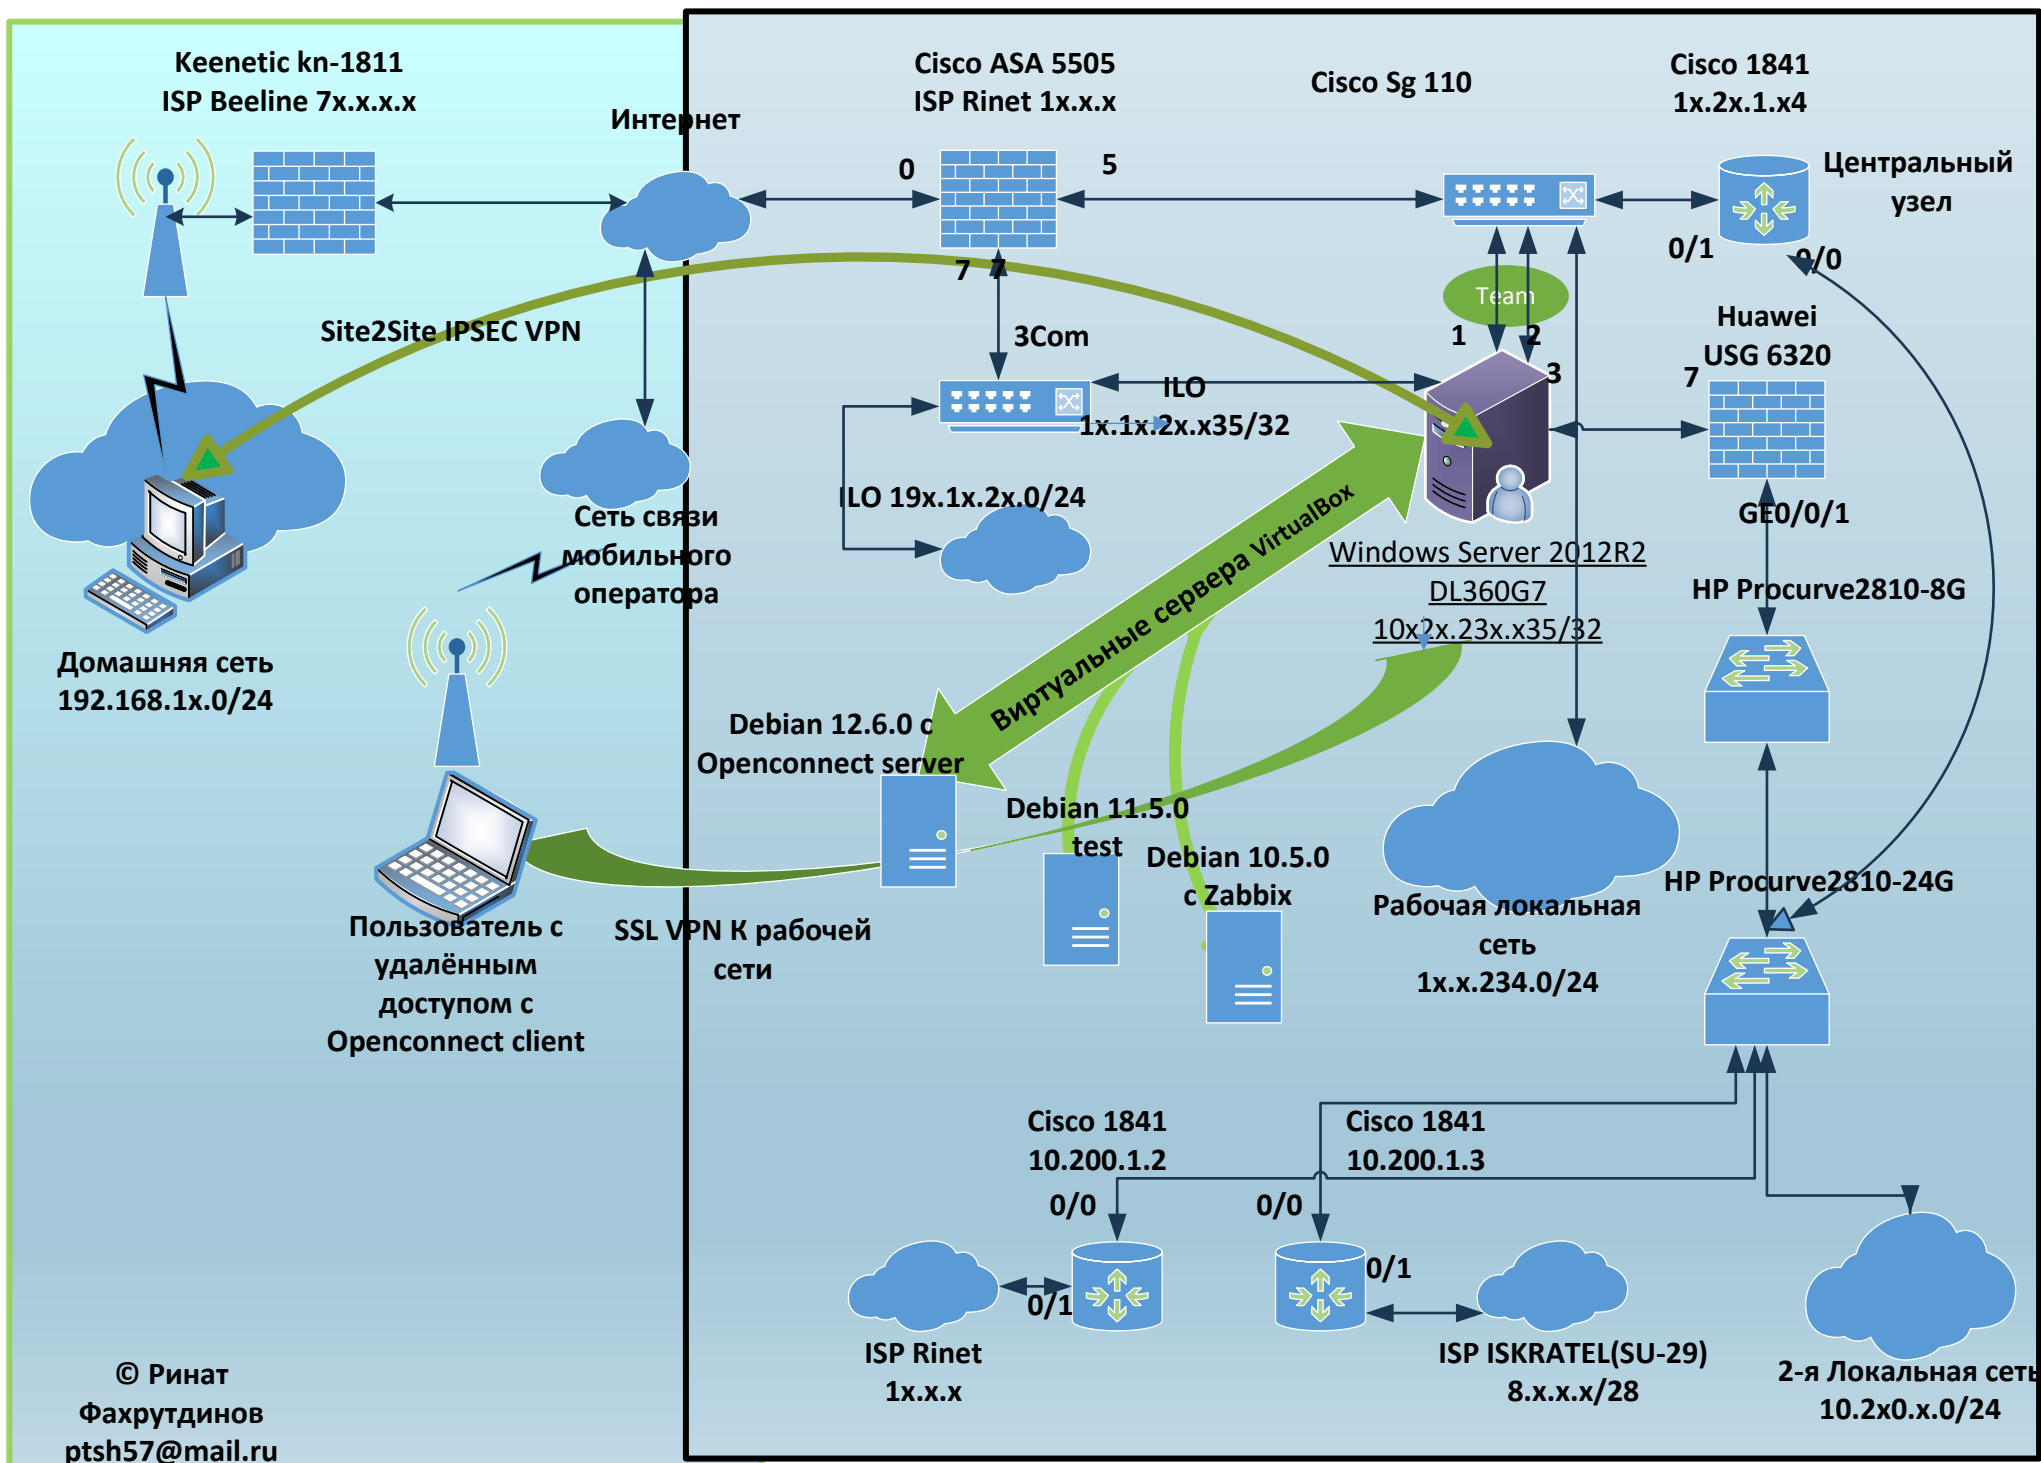 Keenetic kn-1811
ISP Beeline 7x.x.x.x
Интернет
Cisco ASA 5505
ISP Rinet 1x.x.x
Cisco Sg 110
Cisco 1841
1x.2x.1.x4
Центральный
узел
0
5
0/1
0/0
7
7
Team
1
2
3
Site2Site IPSEC VPN
3Com
Huawei
USG 6320
7
ILO
1x.1x.2x.x35/32
ILO 19x.1x.2x.0/24
GE0/0/1
Сеть связи
мобильного
оператора
Виртуальные сервера VirtualBox
Windows Server 2012R2
DL360G7
10x2x.23x.x35/32
HP Procurve2810-8G
Домашняя сеть
192.168.1x.0/24
Debian 12.6.0 с
Openconnect server
Debian 11.5.0
test
Debian 10.5.0
с Zabbix
HP Procurve2810-24G
Рабочая локальная
сеть
1x.x.234.0/24
Пользователь с
удалённым
доступом с
Openconnect client
SSL VPN К рабочей
сети
Cisco 1841
10.200.1.2
Cisco 1841
10.200.1.3
0/0
0/0
0/1
0/1
ISP Rinet
1x.x.x
ISP ISKRATEL(SU-29)
8.x.x.x/28
2-я Локальная сеть
10.2x0.x.0/24
© Ринат
Фахрутдинов
ptsh57@mail.ru